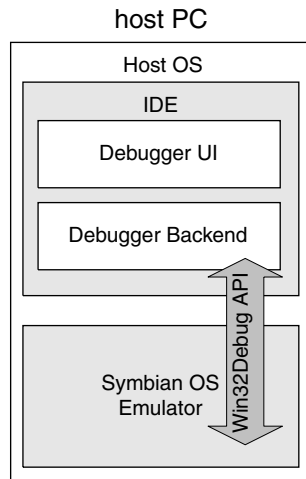 host PC
Host OS
IDE
Debugger UI
Debugger Backend
Win32Debug API
Symbian OS
Emulator